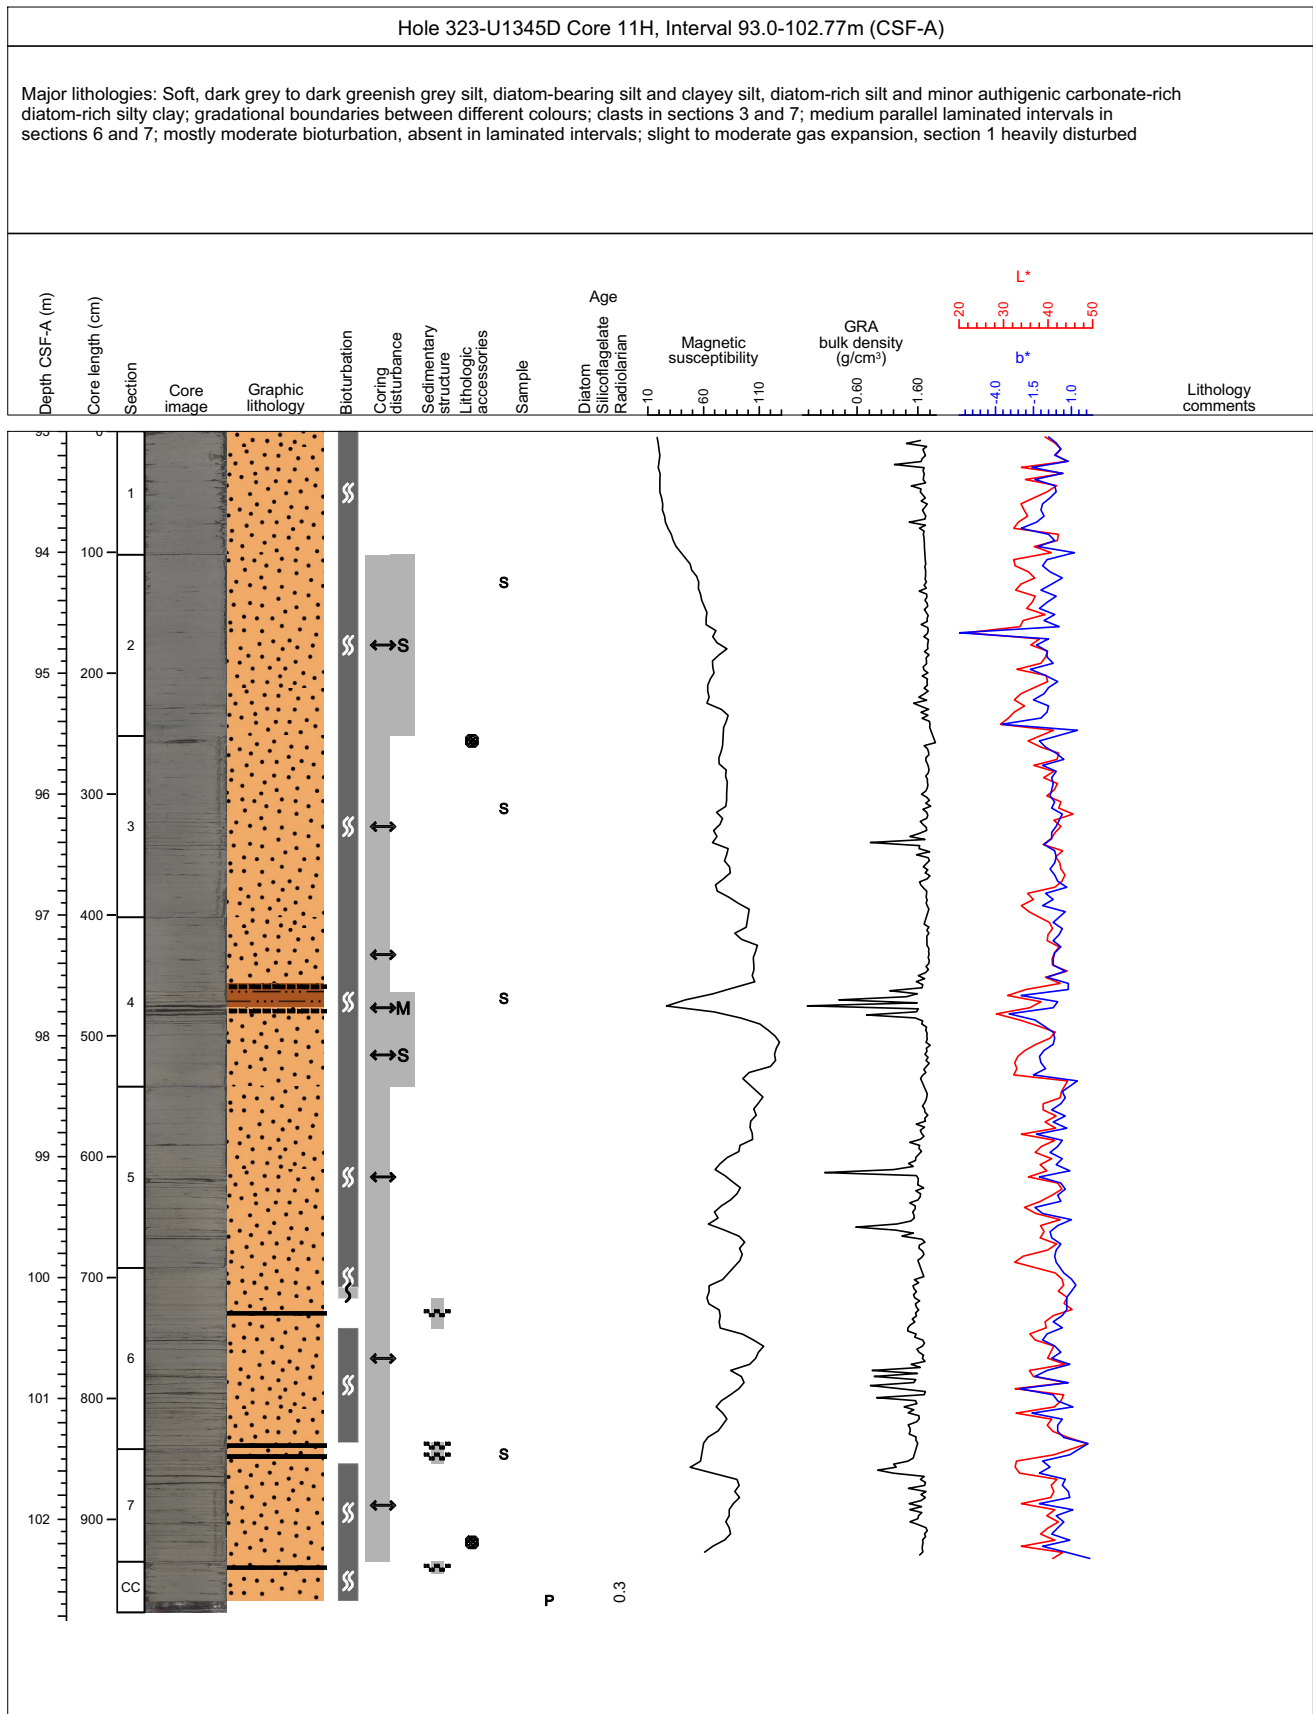 Hole 323-U1345D Core 11H, Interval 93.0-102.77m (CSF-A)
Major lithologies: Soft, dark grey to dark greenish grey silt, diatom-bearing silt and clayey silt, diatom-rich silt and minor authigenic carbonate-rich
diatom-rich silty clay; gradational boundaries between different colours; clasts in sections 3 and 7; medium parallel laminated intervals in
sections 6 and 7; mostly moderate bioturbation, absent in laminated intervals; slight to moderate gas expansion, section 1 heavily disturbed
Depth CSF-A (m)
Core length (cm)
Section
Core
image
Graphic
lithology
Bioturbation
Coring
disturbance
Sedimentary
structure
Lithologic
accessories
Sample
Age
Diatom
Silicoflagelate
Radiolarian
Magnetic
susceptibility
10 60 110
GRA
bulk density
(g/cm³)
0.60 1.60
L*
20 30 40 50
b*
-4.0 -1.5 1.0
Lithology
comments
93 0
1
94 100
S
2
S
95 200
96 300
S
3
97 400
4
S
M
98 500
S
99 600
5
100 700
6
101 800
S
7
102 900
CC
P
0.3